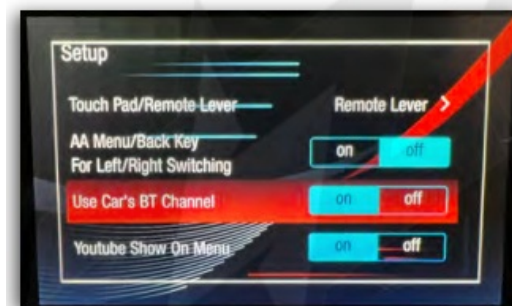 Setup
Touch Pad/Remote Lever Remote Lever >
AA Menu/Back Key
For Left/Right Switching
on off
Use Car's BT Channel on off
Youtube Show On Menu on off